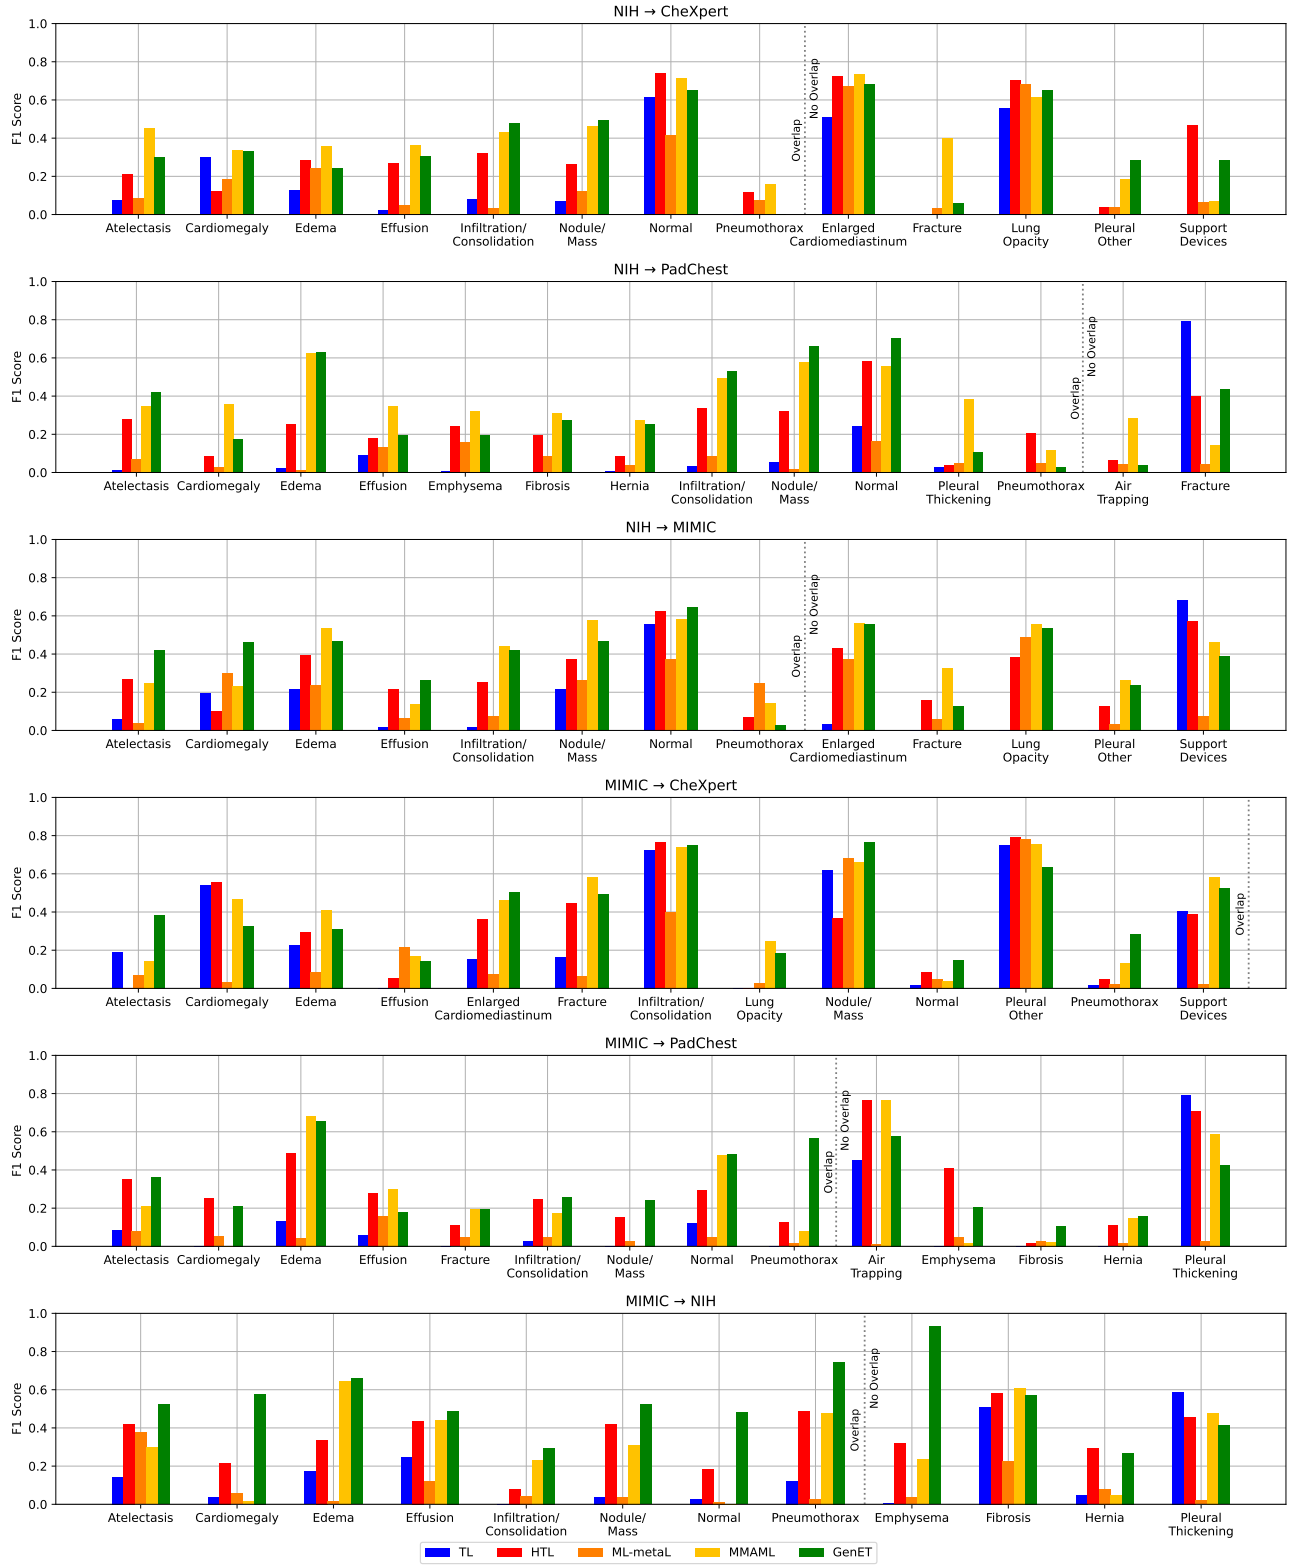 NIH → CheXpert
1.0
0.8
0.6
0.4
0.2
0.0
F1 Score
Overlap
No Overlap
Atelectasis Cardiomegaly Edema Effusion Infiltration/ Nodule/ Normal Pneumothorax Enlarged Fracture Lung Pleural Support
Consolidation Mass Cardiomediastinum Opacity Other Devices
NIH → PadChest
1.0
0.8
0.6
0.4
0.2
0.0
F1 Score
Overlap
No Overlap
Atelectasis Cardiomegaly Edema Effusion Emphysema Fibrosis Hernia Infiltration/ Nodule/ Normal Pleural Pneumothorax Air Fracture
Consolidation Mass Thickening Trapping
NIH → MIMIC
1.0
0.8
0.6
0.4
0.2
0.0
F1 Score
Overlap
No Overlap
Atelectasis Cardiomegaly Edema Effusion Infiltration/ Nodule/ Normal Pneumothorax Enlarged Fracture Lung Pleural Support
Consolidation Mass Cardiomediastinum Opacity Other Devices
MIMIC → CheXpert
1.0
0.8
0.6
0.4
0.2
0.0
F1 Score
Overlap
Atelectasis Cardiomegaly Edema Effusion Enlarged Fracture Infiltration/ Lung Nodule/ Normal Pleural Pneumothorax Support
Cardiomediastinum Consolidation Opacity Mass Other Devices
MIMIC → PadChest
1.0
0.8
0.6
0.4
0.2
0.0
F1 Score
Overlap
No Overlap
Atelectasis Cardiomegaly Edema Effusion Fracture Infiltration/ Nodule/ Normal Pneumothorax Air Emphysema Fibrosis Hernia Pleural
Consolidation Mass Trapping Thickening
MIMIC → NIH
1.0
0.8
0.6
0.4
0.2
0.0
F1 Score
Overlap
No Overlap
Atelectasis Cardiomegaly Edema Effusion Infiltration/ Nodule/ Normal Pneumothorax Emphysema Fibrosis Hernia Pleural
Consolidation Mass Thickening
TL HTL ML-metaL MMAML GenET